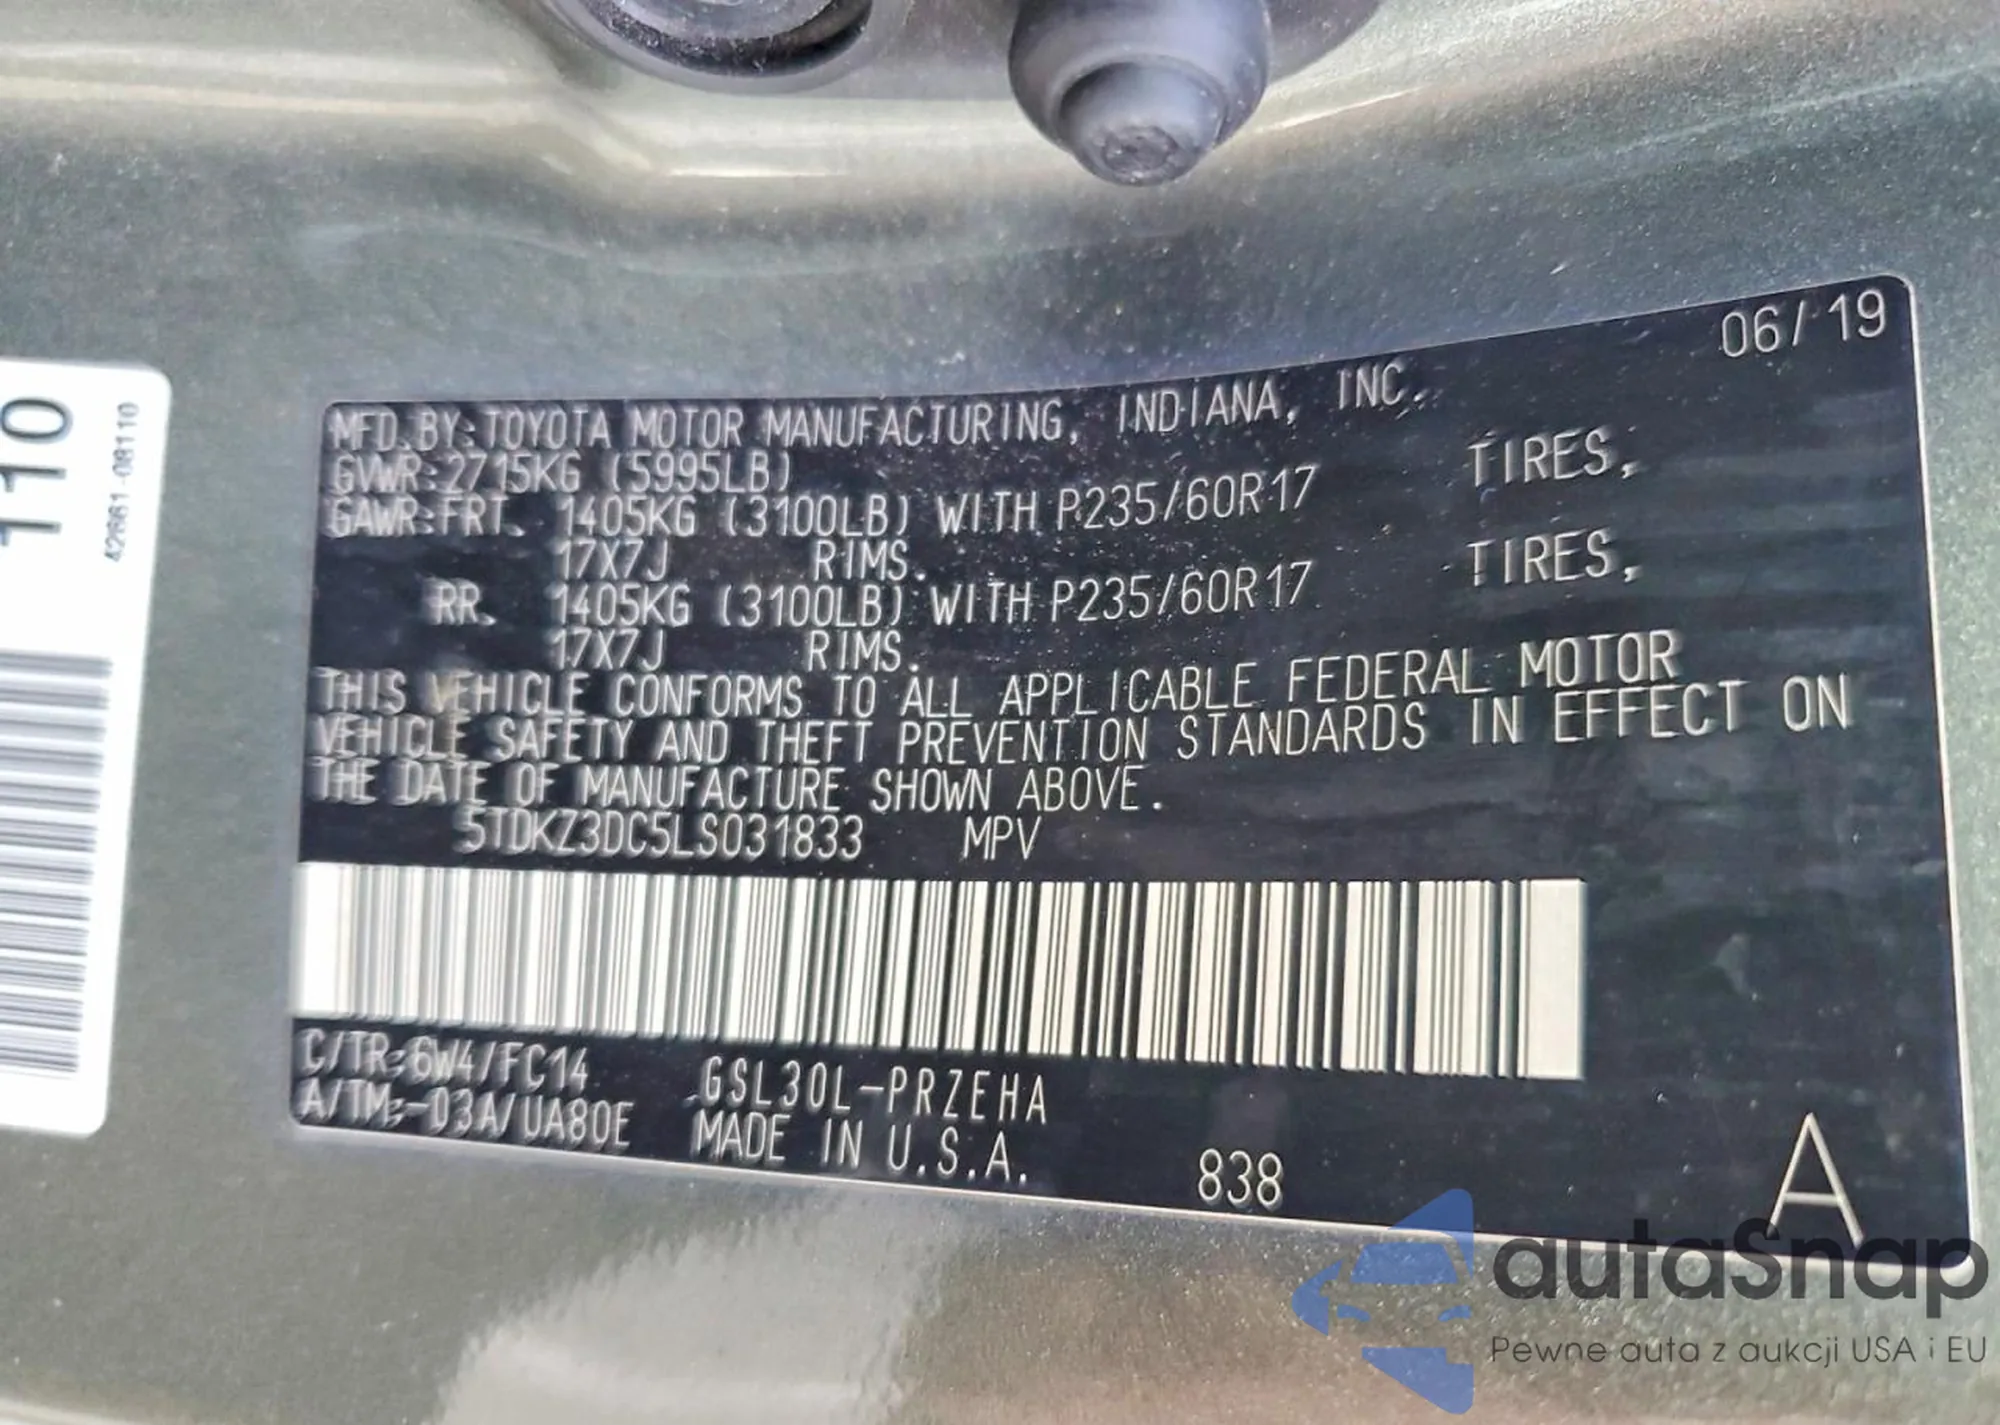 110
42661-08110
06/19
MFD. BY: TOYOTA MOTOR MANUFACTURING, INDIANA, INC.
GVWR: 2715KG (5995LB)
GAWR: FRT. 1405KG (3100LB) WITH P235/60R17 TIRES,
17X7J RIMS.
RR. 1405KG (3100LB) WITH P235/60R17 TIRES,
17X7J RIMS.
THIS VEHICLE CONFORMS TO ALL APPLICABLE FEDERAL MOTOR
VEHICLE SAFETY AND THEFT PREVENTION STANDARDS IN EFFECT ON
THE DATE OF MANUFACTURE SHOWN ABOVE.
5TDKZ3DC5LS031833 MPV
C/TR: 6W4/FC14 GSL30L-PRZEHA
A/TM: -03A/UA80E MADE IN U.S.A. 838 A
autaSnap
Pewne auta z aukcji USA i EU